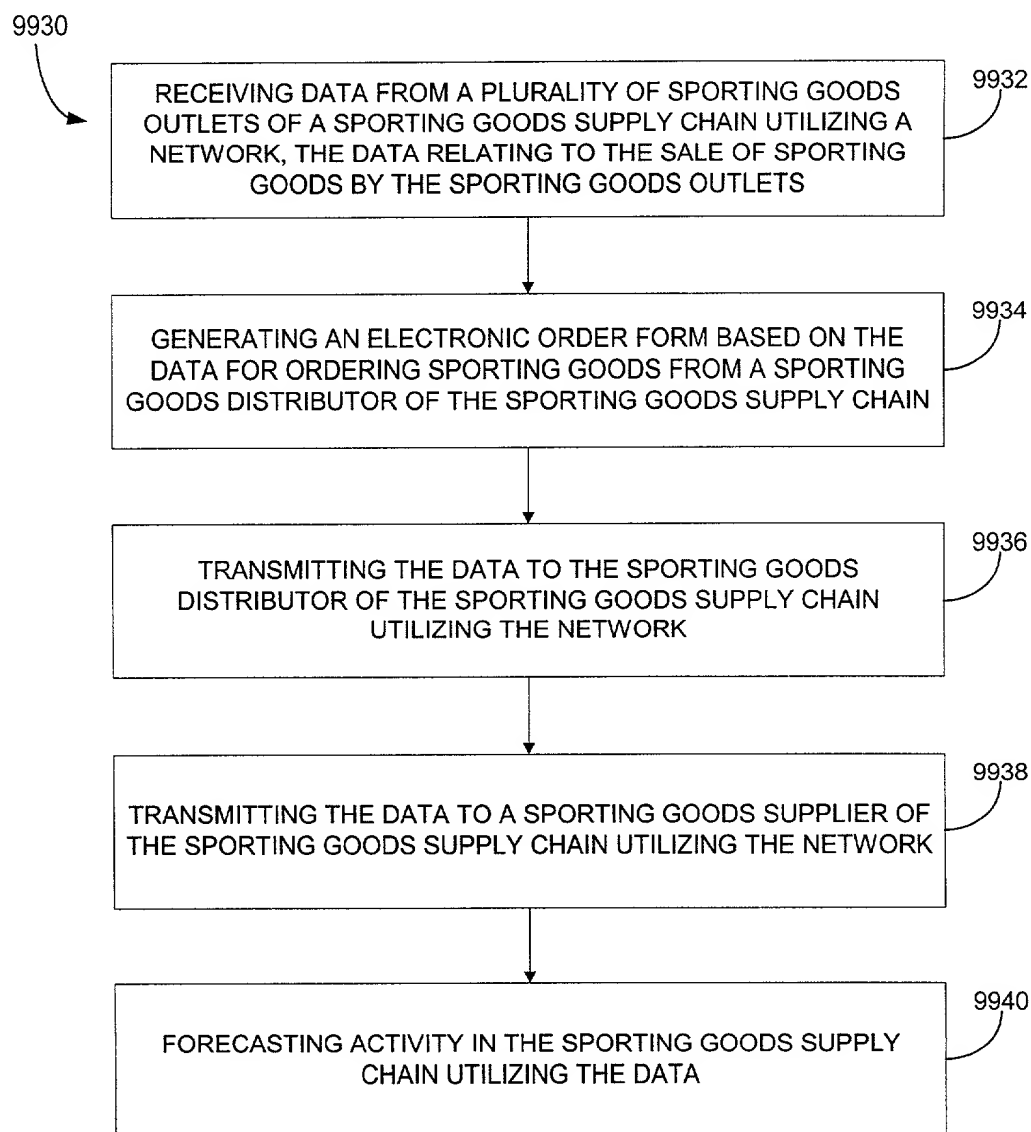 9930
9932
RECEIVING DATA FROM A PLURALITY OF SPORTING GOODS
OUTLETS OF A SPORTING GOODS SUPPLY CHAIN UTILIZING A
NETWORK, THE DATA RELATING TO THE SALE OF SPORTING
GOODS BY THE SPORTING GOODS OUTLETS
9934
GENERATING AN ELECTRONIC ORDER FORM BASED ON THE
DATA FOR ORDERING SPORTING GOODS FROM A SPORTING
GOODS DISTRIBUTOR OF THE SPORTING GOODS SUPPLY CHAIN
9936
TRANSMITTING THE DATA TO THE SPORTING GOODS
DISTRIBUTOR OF THE SPORTING GOODS SUPPLY CHAIN
UTILIZING THE NETWORK
9938
TRANSMITTING THE DATA TO A SPORTING GOODS SUPPLIER OF
THE SPORTING GOODS SUPPLY CHAIN UTILIZING THE NETWORK
9940
FORECASTING ACTIVITY IN THE SPORTING GOODS SUPPLY
CHAIN UTILIZING THE DATA